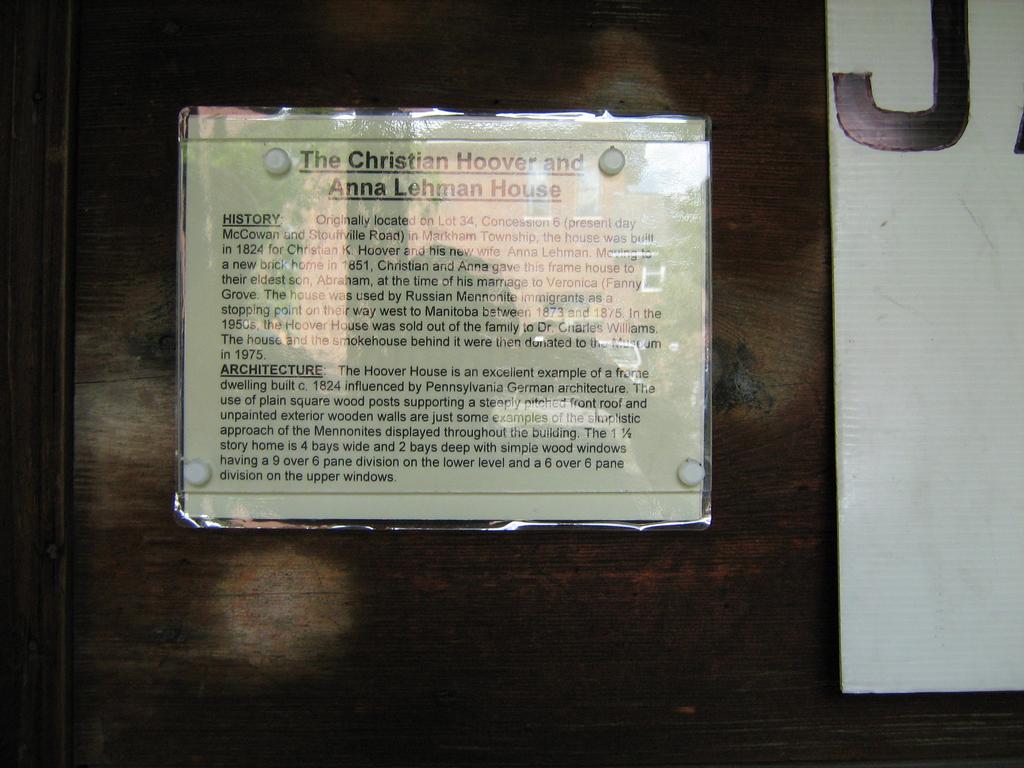 The Christian Hoover and
Anna Lehman House
HISTORY: Originally located on Lot 34, Concession 6 (present day
McCowan and Stouffville Road) in Markham Township, the house was built
in 1824 for Christian K. Hoover and his new wife Anna Lehman. Moving to
a new brick home in 1851, Christian and Anna gave this frame house to
their eldest son, Abraham, at the time of his marriage to Veronica (Fanny)
Grove. The house was used by Russian Mennonite immigrants as a
stopping point on their way west to Manitoba between 1873 and 1875. In the
1950s, the Hoover House was sold out of the family to Dr. Charles Williams.
The house and the smokehouse behind it were then donated to the Museum
in 1975.
ARCHITECTURE: The Hoover House is an excellent example of a frame
dwelling built c. 1824 influenced by Pennsylvania German architecture. The
use of plain square wood posts supporting a steeply pitched front roof and
unpainted exterior wooden walls are just some examples of the simplistic
approach of the Mennonites displayed throughout the building. The 1 ½
story home is 4 bays wide and 2 bays deep with simple wood windows
having a 9 over 6 pane division on the lower level and a 6 over 6 pane
division on the upper windows.
J